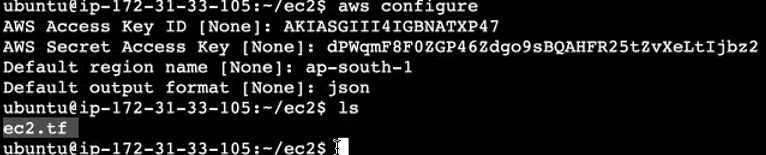 ubuntu@ip-172-31-33-105:~/ec2$ aws configure
AWS Access Key ID [None]: AKIASGIII4IGBNATXP47
AWS Secret Access Key [None]: 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
Default region name [None]: ap-south-1
Default output format [None]: json
ubuntu@ip-172-31-33-105:~/ec2$ ls
ec2.tf
ubuntu@ip-172-31-33-105:~/ec2$